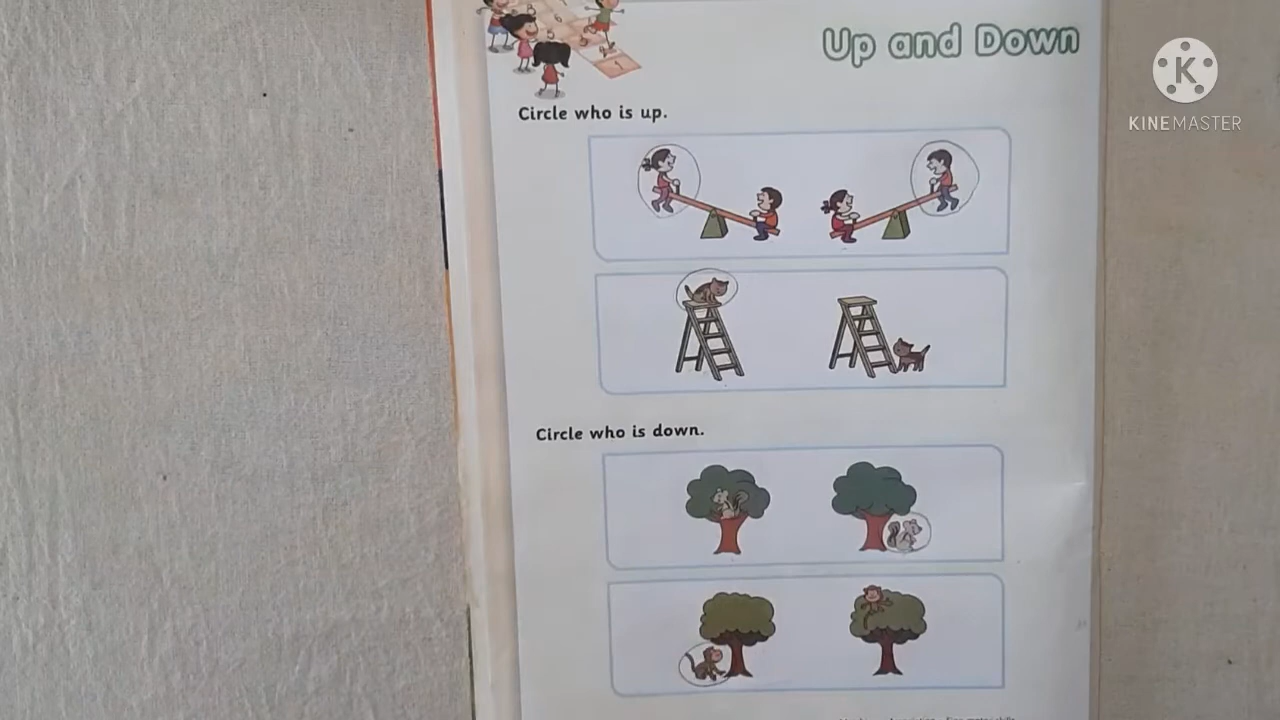 Up and Down
K
KINEMASTER
Circle who is up.
Circle who is down.